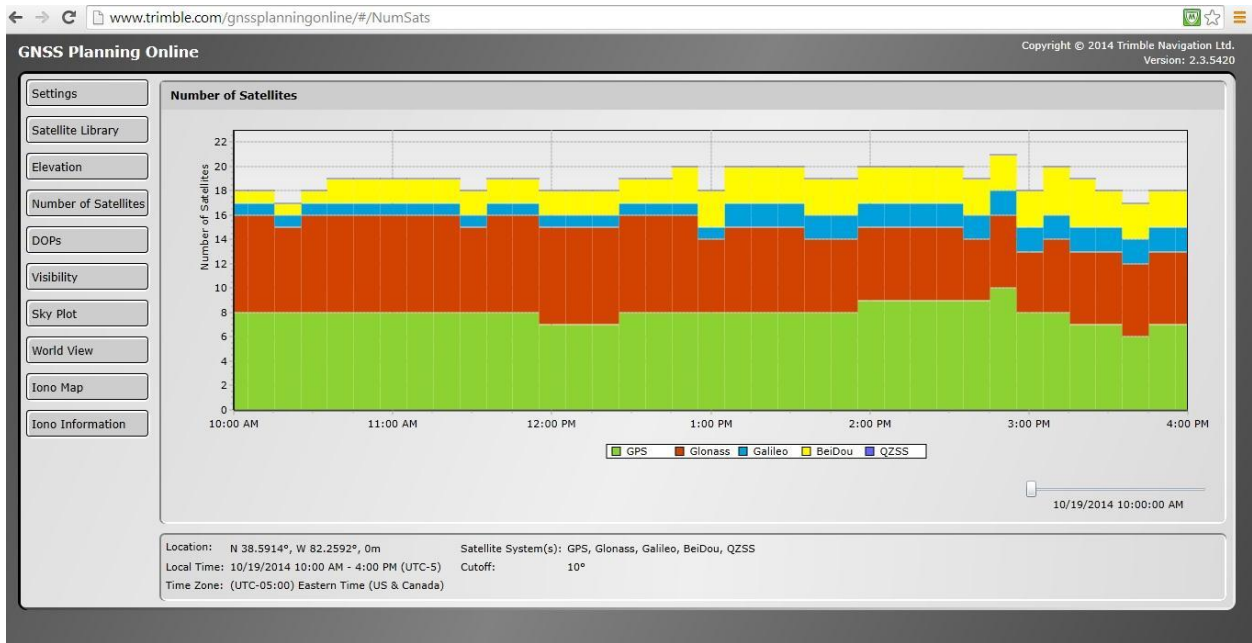 www.trimble.com/gnssplanningonline/#/NumSats
GNSS Planning Online
Copyright © 2014 Trimble Navigation Ltd.
Version: 2.3.5420
Settings
Satellite Library
Elevation
Number of Satellites
DOPs
Visibility
Sky Plot
World View
Iono Map
Iono Information
Number of Satellites
Number of Satellites
22
20
18
16
14
12
10
8
6
4
2
0
10:00 AM 11:00 AM 12:00 PM 1:00 PM 2:00 PM 3:00 PM 4:00 PM
GPS Glonass Galileo BeiDou QZSS
10/19/2014 10:00:00 AM
Location: N 38.5914°, W 82.2592°, 0m Satellite System(s): GPS, Glonass, Galileo, BeiDou, QZSS
Local Time: 10/19/2014 10:00 AM - 4:00 PM (UTC-5) Cutoff: 10°
Time Zone: (UTC-05:00) Eastern Time (US & Canada)